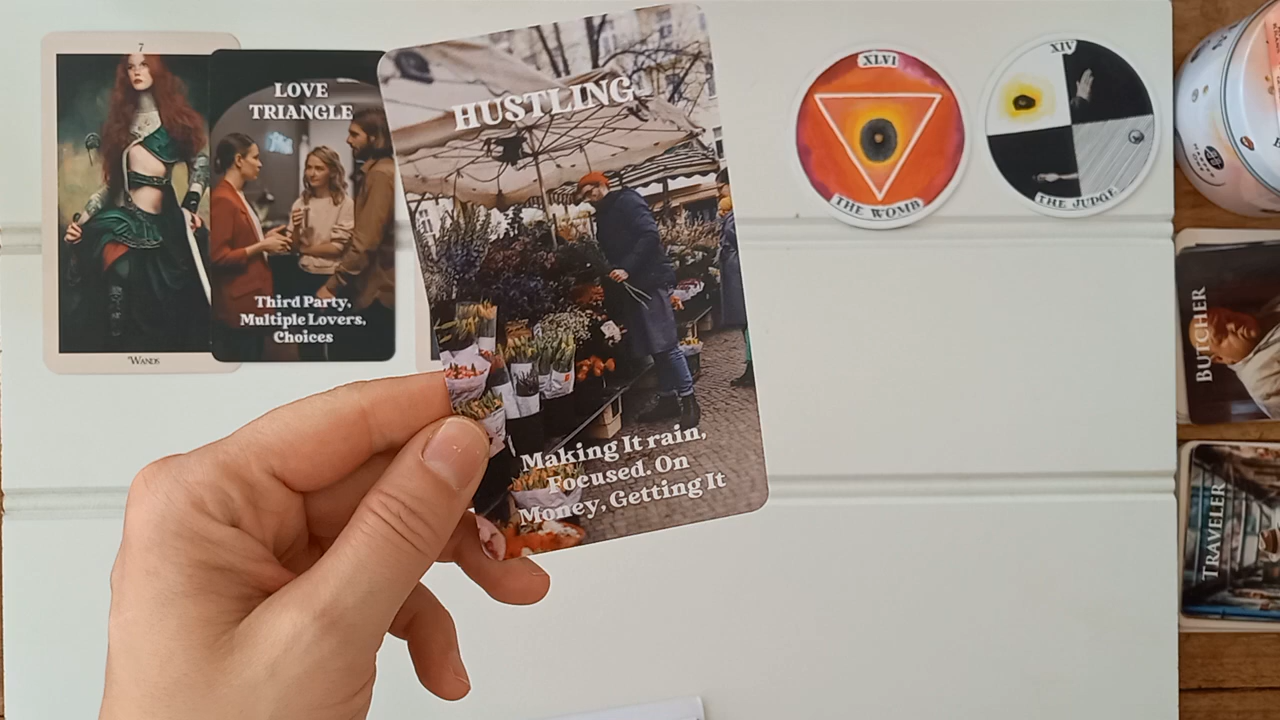 7
WANDS
LOVE
TRIANGLE
Third Party,
Multiple Lovers,
Choices
HUSTLING
Making It rain,
Focused. On
Money, Getting It
XLVI
THE WOMB
XIV
THE JUDGE
BUTCHER
TRAVELER